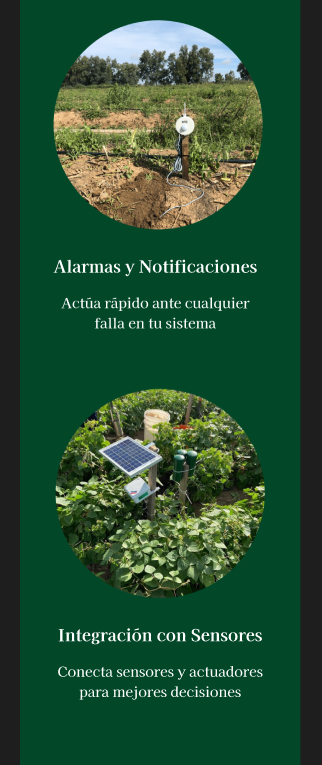 Alarmas y Notificaciones
Actúa rápido ante cualquier
falla en tu sistema
Integración con Sensores
Conecta sensores y actuadores
para mejores decisiones